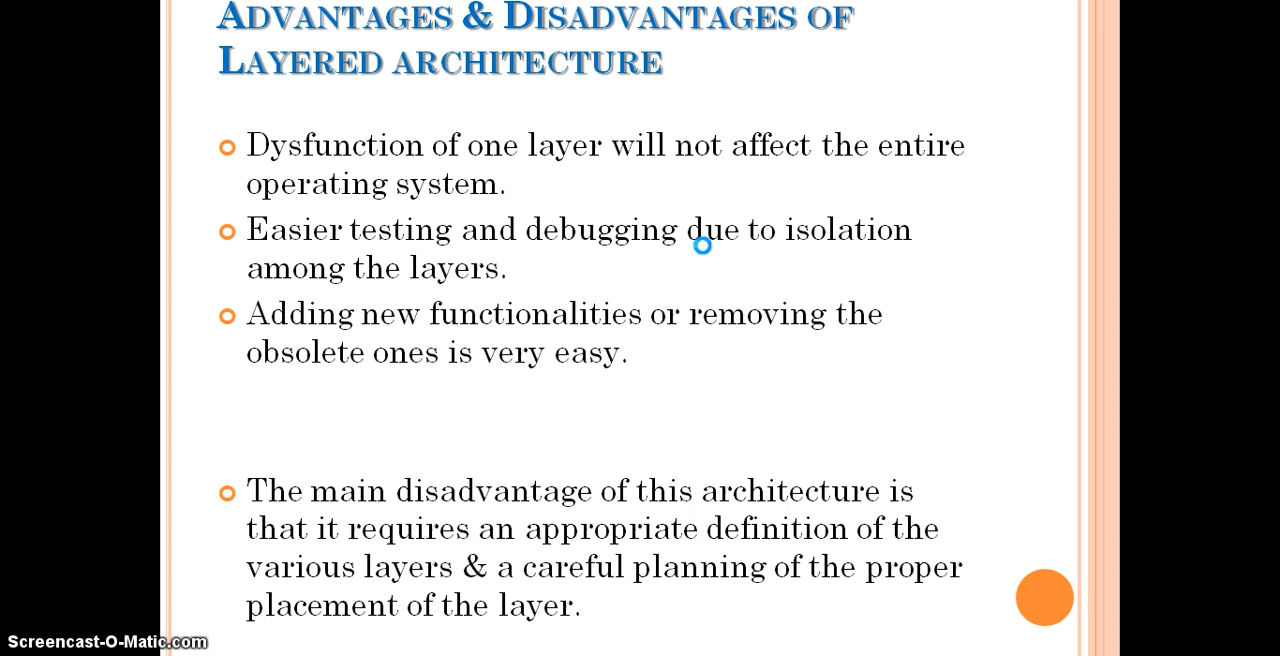 Advantages & Disadvantages of
Layered architecture
Dysfunction of one layer will not affect the entire
operating system.
Easier testing and debugging due to isolation
among the layers.
Adding new functionalities or removing the
obsolete ones is very easy.
The main disadvantage of this architecture is
that it requires an appropriate definition of the
various layers & a careful planning of the proper
placement of the layer.
Screencast-O-Matic.com